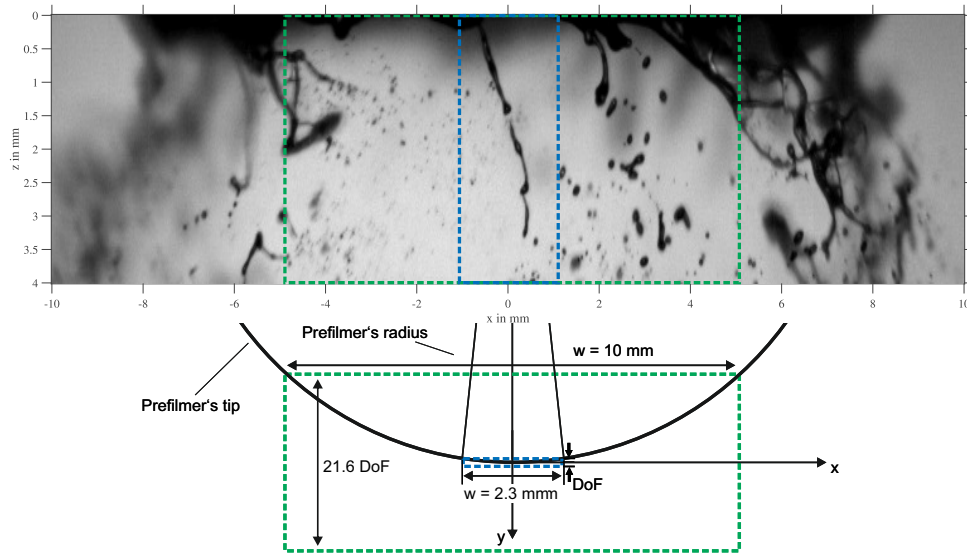 0
0.5
1
1.5
2
2.5
3
3.5
4
z in mm
-10
-8
-6
-4
-2
0
2
4
6
8
10
x in mm
Prefilmer's radius
w = 10 mm
Prefilmer's tip
21.6 DoF
x
w = 2.3 mmm
DoF
y